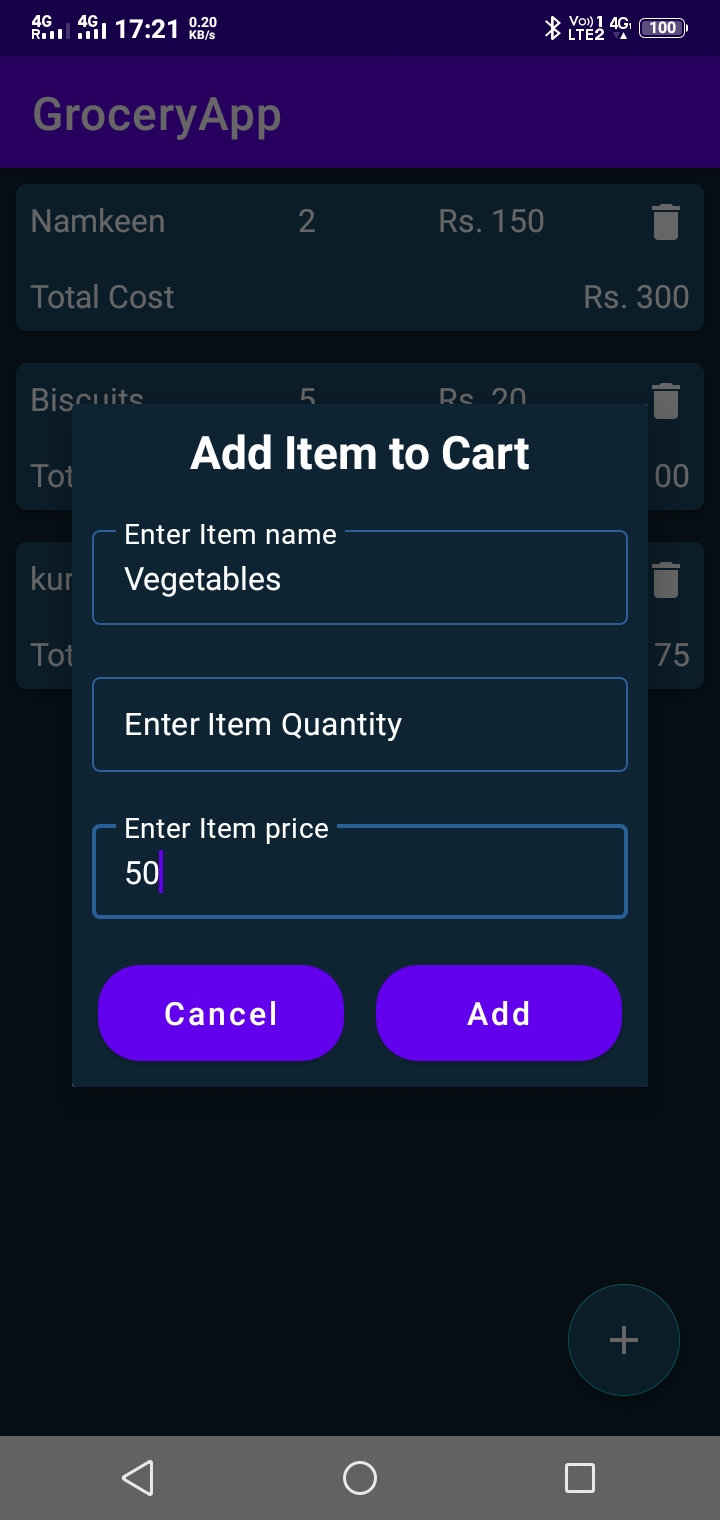 4G R 4G 17:21 0.20 KB/s Vo)) 1 LTE2 4G 100
GroceryApp
Namkeen 2 Rs. 150
Total Cost Rs. 300
Biscuits 5 Rs. 20
Add Item to Cart
Tot 00
Enter Item name
Vegetables
kur
Tot 75
Enter Item Quantity
Enter Item price
50
Cancel Add
+